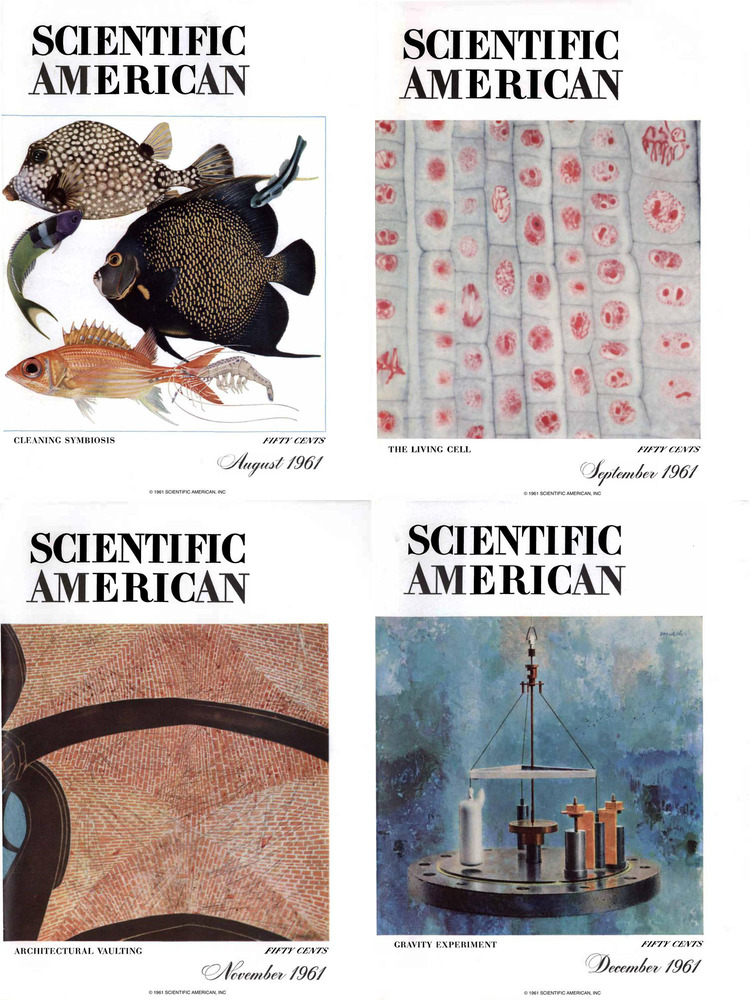 SCIENTIFIC
AMERICAN
CLEANING SYMBIOSIS
FIFTY CENTS
August 1961
© 1961 SCIENTIFIC AMERICAN, INC
SCIENTIFIC
AMERICAN
THE LIVING CELL
FIFTY CENTS
September 1961
© 1961 SCIENTIFIC AMERICAN, INC
SCIENTIFIC
AMERICAN
ARCHITECTURAL VAULTING
FIFTY CENTS
November 1961
© 1961 SCIENTIFIC AMERICAN, INC
SCIENTIFIC
AMERICAN
GRAVITY EXPERIMENT
FIFTY CENTS
December 1961
© 1961 SCIENTIFIC AMERICAN, INC